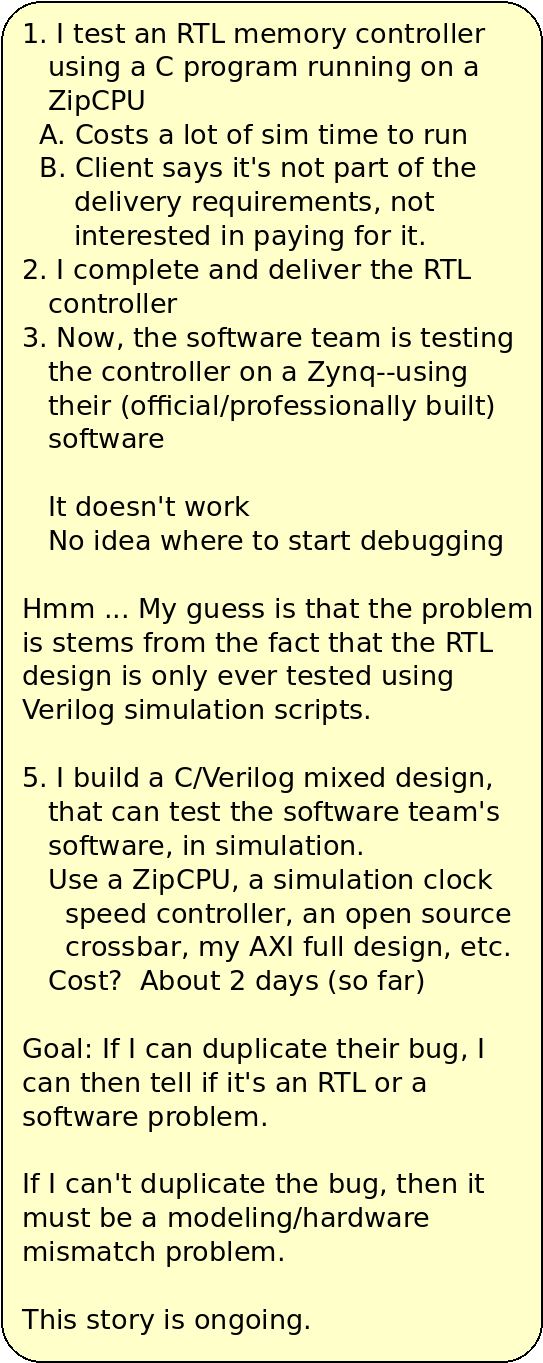 1. I test an RTL memory controller
using a C program running on a
ZipCPU
A. Costs a lot of sim time to run
B. Client says it's not part of the
delivery requirements, not
interested in paying for it.
2. I complete and deliver the RTL
controller
3. Now, the software team is testing
the controller on a Zynq--using
their (official/professionally built)
software
It doesn't work
No idea where to start debugging
Hmm ... My guess is that the problem
is stems from the fact that the RTL
design is only ever tested using
Verilog simulation scripts.
5. I build a C/Verilog mixed design,
that can test the software team's
software, in simulation.
Use a ZipCPU, a simulation clock
speed controller, an open source
crossbar, my AXI full design, etc.
Cost?  About 2 days (so far)
Goal: If I can duplicate their bug, I
can then tell if it's an RTL or a
software problem.
If I can't duplicate the bug, then it
must be a modeling/hardware
mismatch problem.
This story is ongoing.